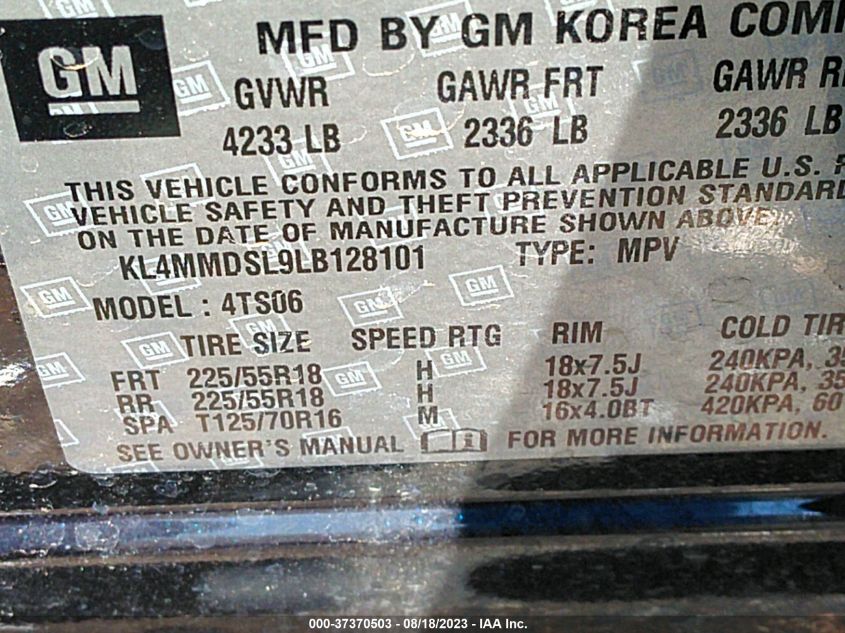 GM MFD BY GM KOREA COMP
GVWR GAWR FRT GAWR R
4233 LB 2336 LB 2336 LB
THIS VEHICLE CONFORMS TO ALL APPLICABLE U.S. F
VEHICLE SAFETY AND THEFT PREVENTION STANDARD
ON THE DATE OF MANUFACTURE SHOWN ABOVE.
KL4MMDSL9LB128101 TYPE: MPV
MODEL : 4TS06
TIRE SIZE SPEED RTG RIM COLD TIR
FRT 225/55R18 H 18x7.5J 240KPA, 35
RR 225/55R18 H 18x7.5J 240KPA, 35
SPA T125/70R16 M 16x4.0BT 420KPA, 60
SEE OWNER'S MANUAL FOR MORE INFORMATION.
000-37370503 - 08/18/2023 - IAA Inc.